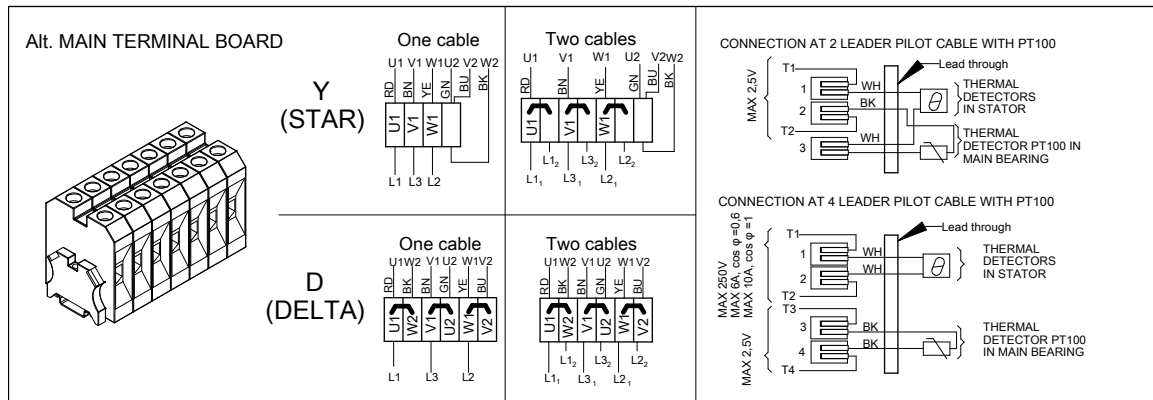 Alt. MAIN TERMINAL BOARD
Y
(STAR)
One cable
U1 V1 W1 U2 V2 W2
RD BN YE GN BU BK
U1 V1 W1
L1 L3 L2
Two cables
U1 V1 W1 U2 V2 W2
RD BN YE GN BU BK
U1 V1 W1
L1₂ L3₂ L2₂
L1₁ L3₁ L2₁
D
(DELTA)
One cable
U1 W2 V1 U2 W1 V2
RD BK BN GN YE BU
U1 W2 V1 U2 W1 V2
L1 L3 L2
Two cables
U1 W2 V1 U2 W1 V2
RD BK BN GN YE BU
U1 W2 V1 U2 W1 V2
L1₂ L3₂ L2₂
L1₁ L3₁ L2₁
CONNECTION AT 2 LEADER PILOT CABLE WITH PT100
Lead through
MAX 2,5V
T1
1
WH
2
BK
T2
3
WH
θ
THERMAL
DETECTORS
IN STATOR
THERMAL
DETECTOR PT100 IN
MAIN BEARING
CONNECTION AT 4 LEADER PILOT CABLE WITH PT100
Lead through
MAX 250V
MAX 6A, cos φ =0,6
MAX 10A, cos φ =1
T1
1
WH
2
WH
T2
θ
THERMAL
DETECTORS
IN STATOR
MAX 2,5V
T3
3
BK
4
BK
T4
THERMAL
DETECTOR PT100
IN MAIN BEARING